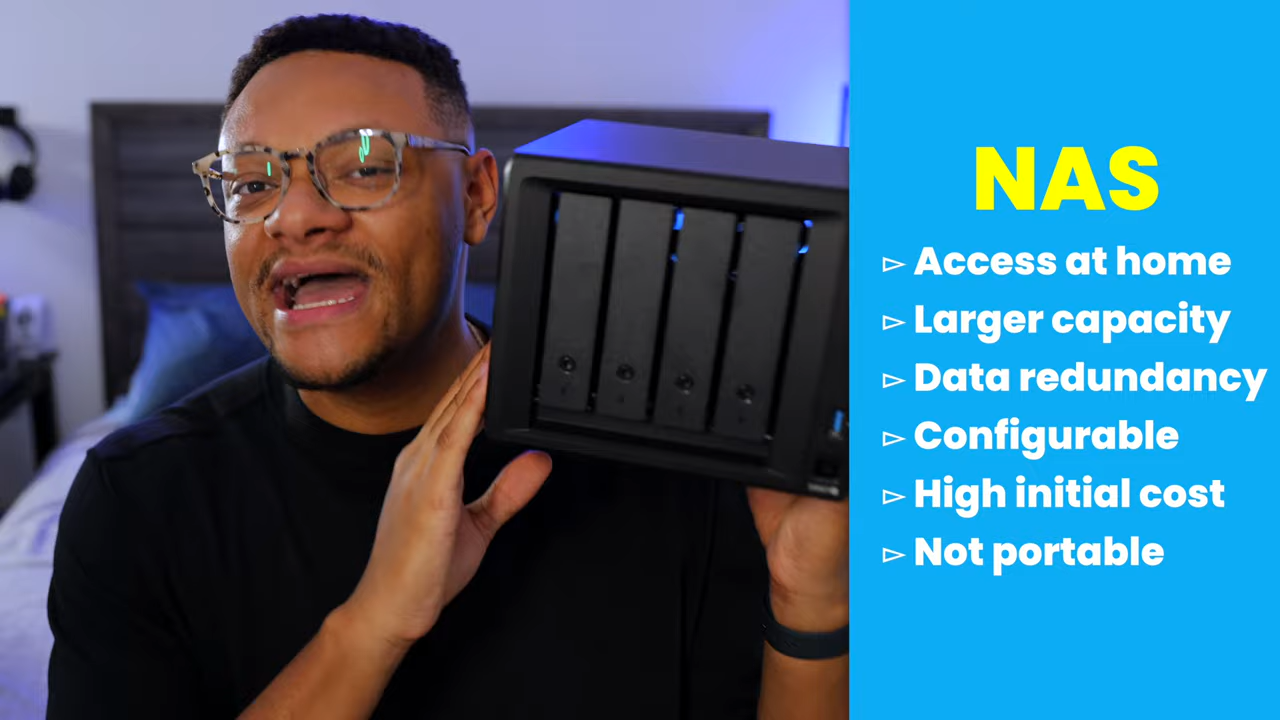 NAS
▻ Access at home
▻ Larger capacity
▻ Data redundancy
▻ Configurable
▻ High initial cost
▻ Not portable